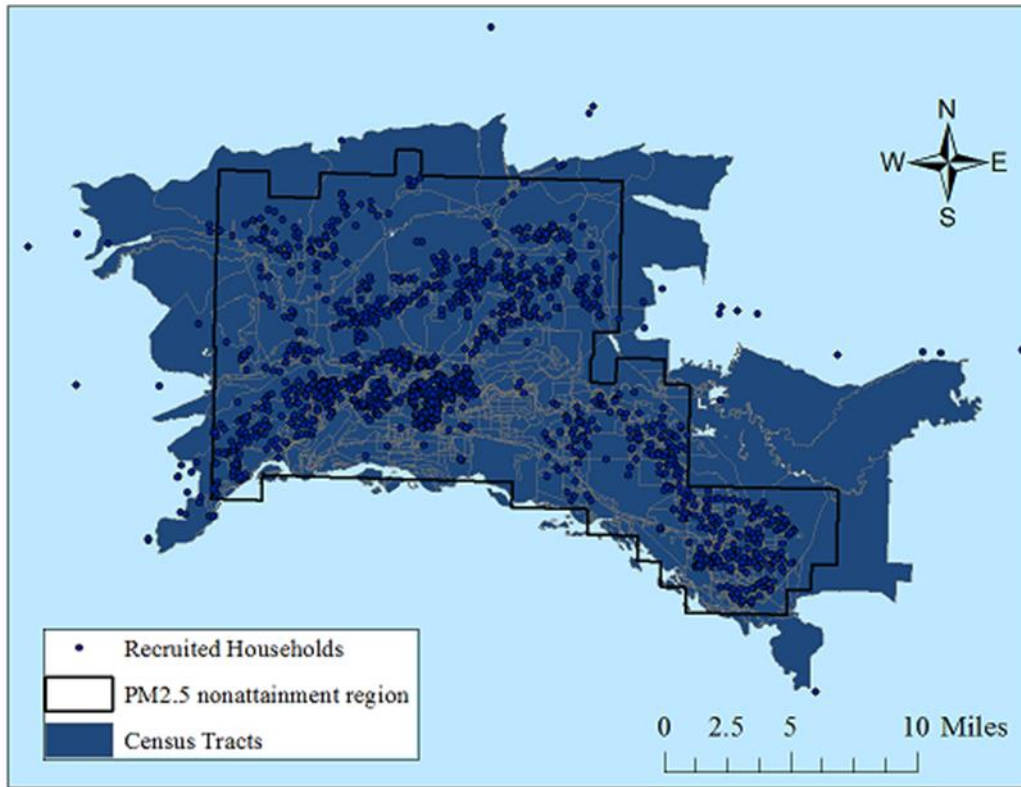 N
W E
S
Recruited Households
PM2.5 nonattainment region
Census Tracts
0 2.5 5 10 Miles